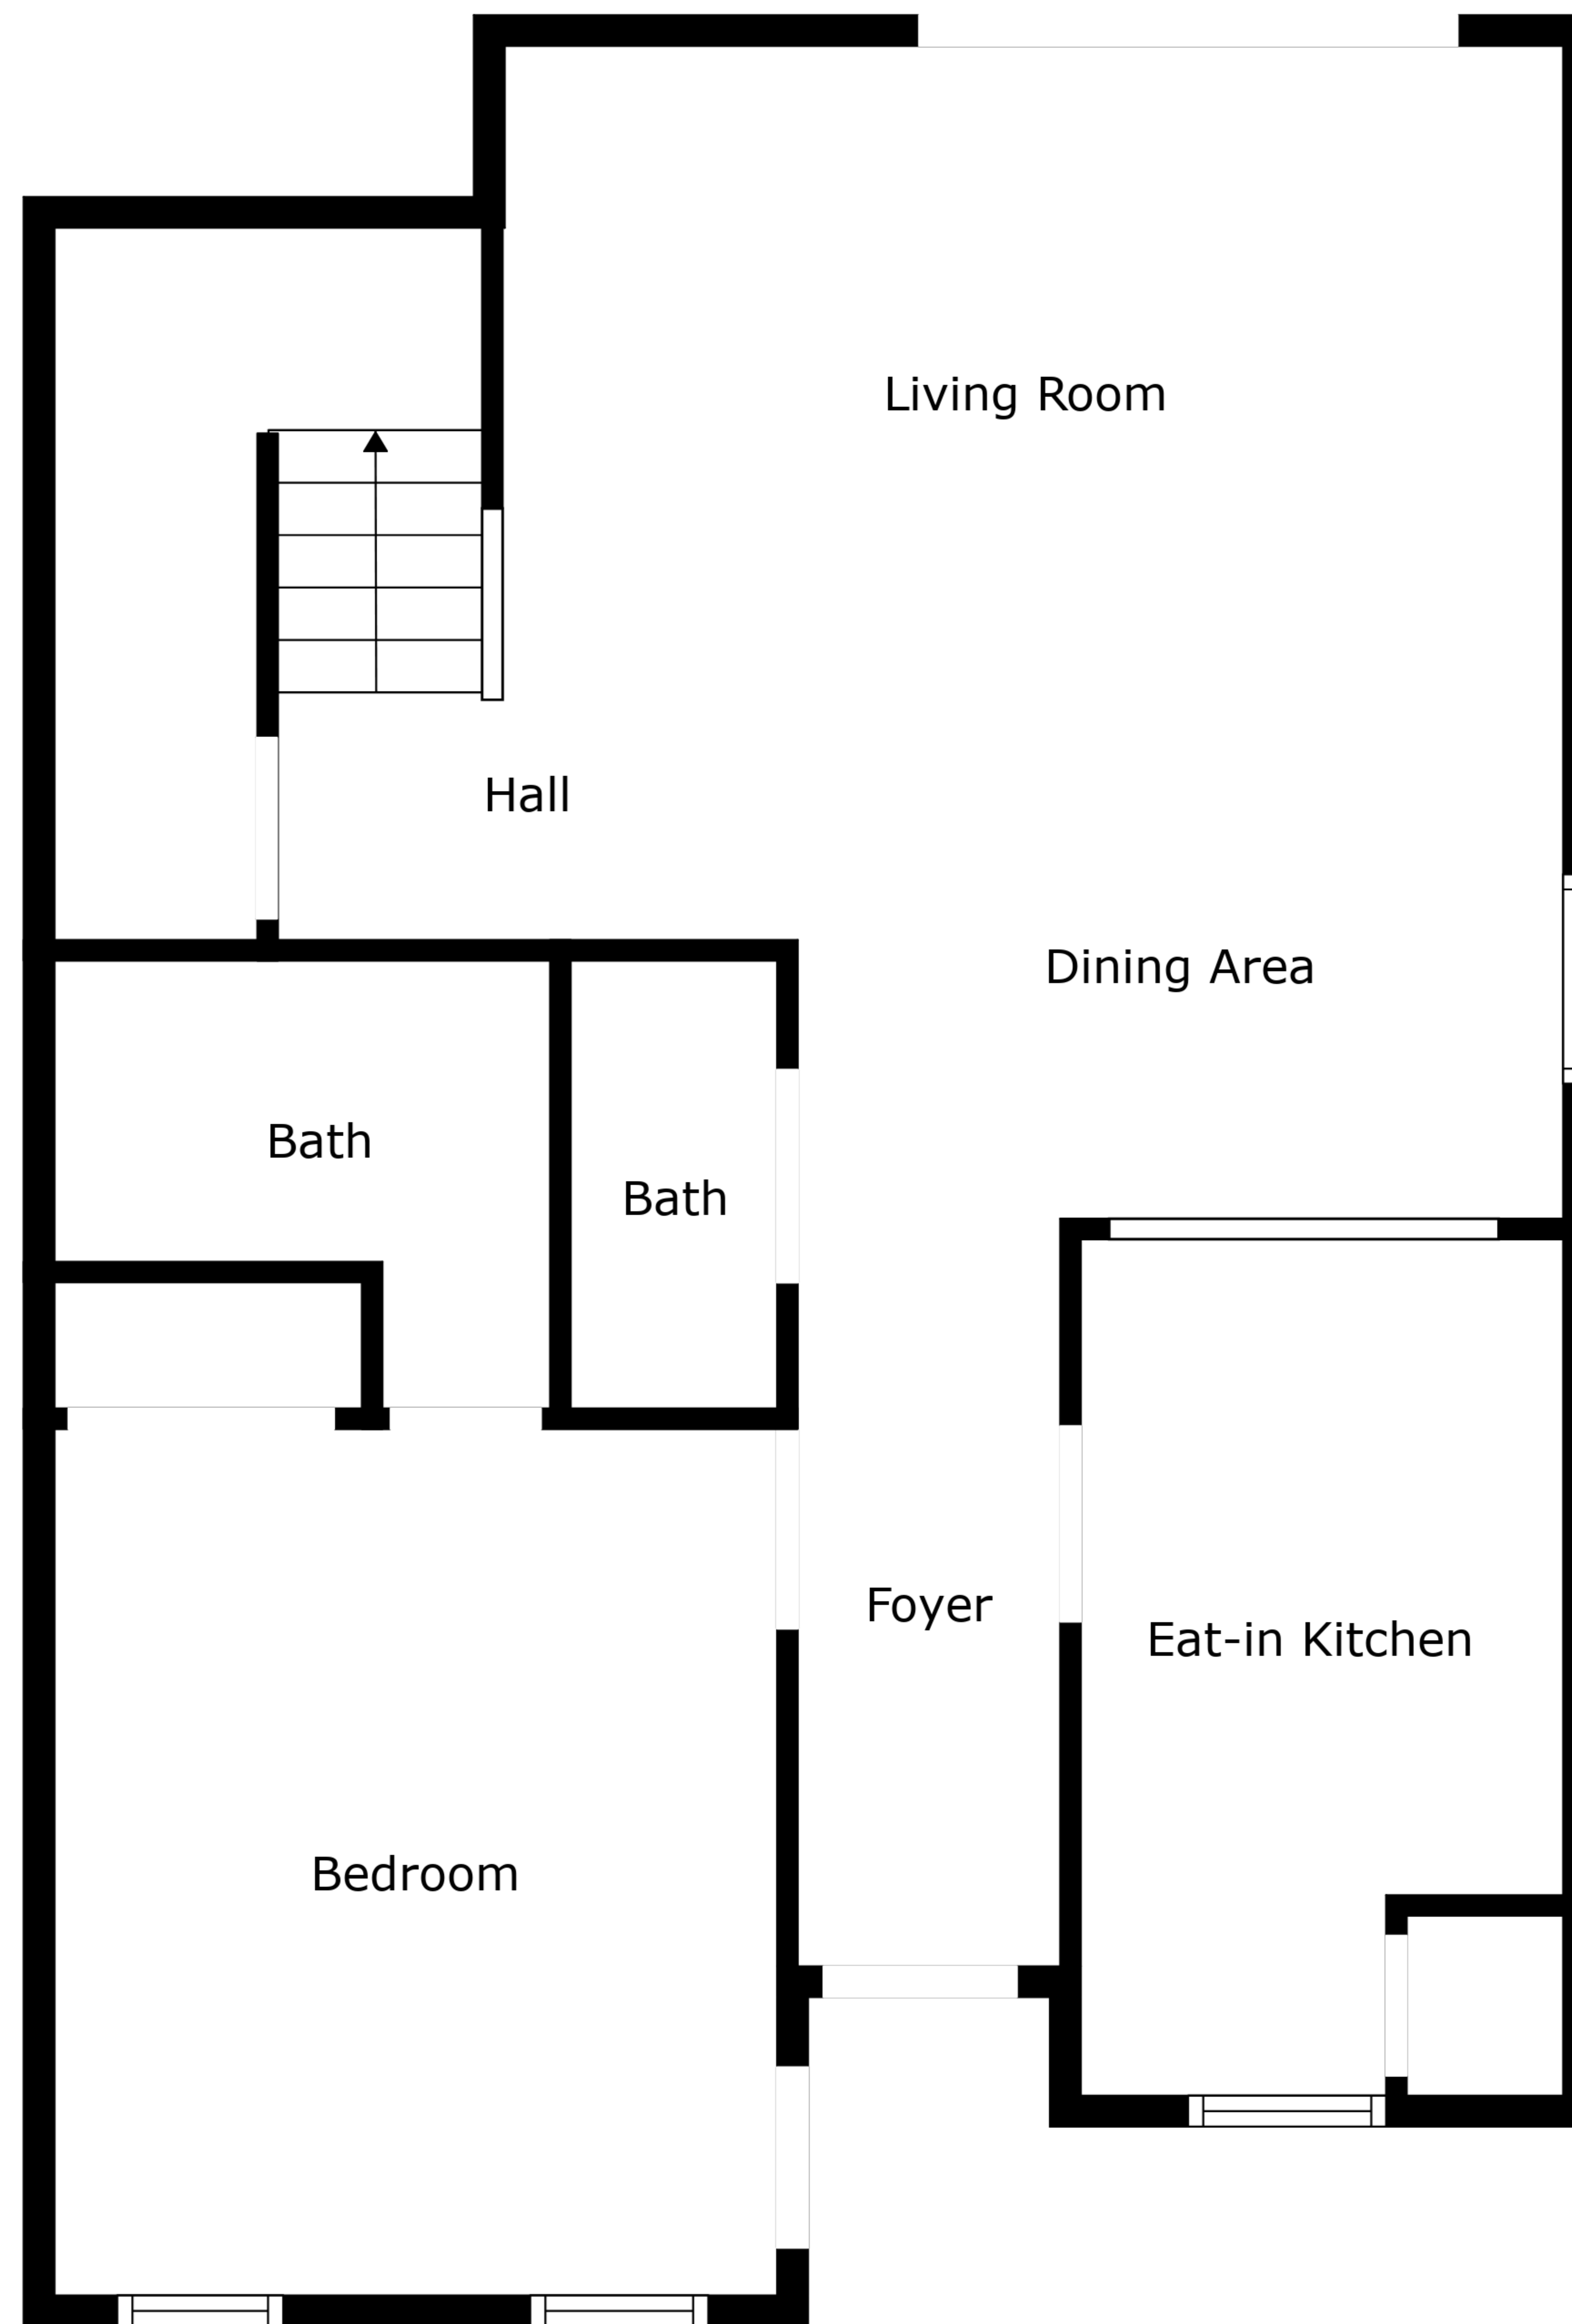 Living Room
Hall
Dining Area
Bath
Bath
Foyer
Eat-in Kitchen
Bedroom